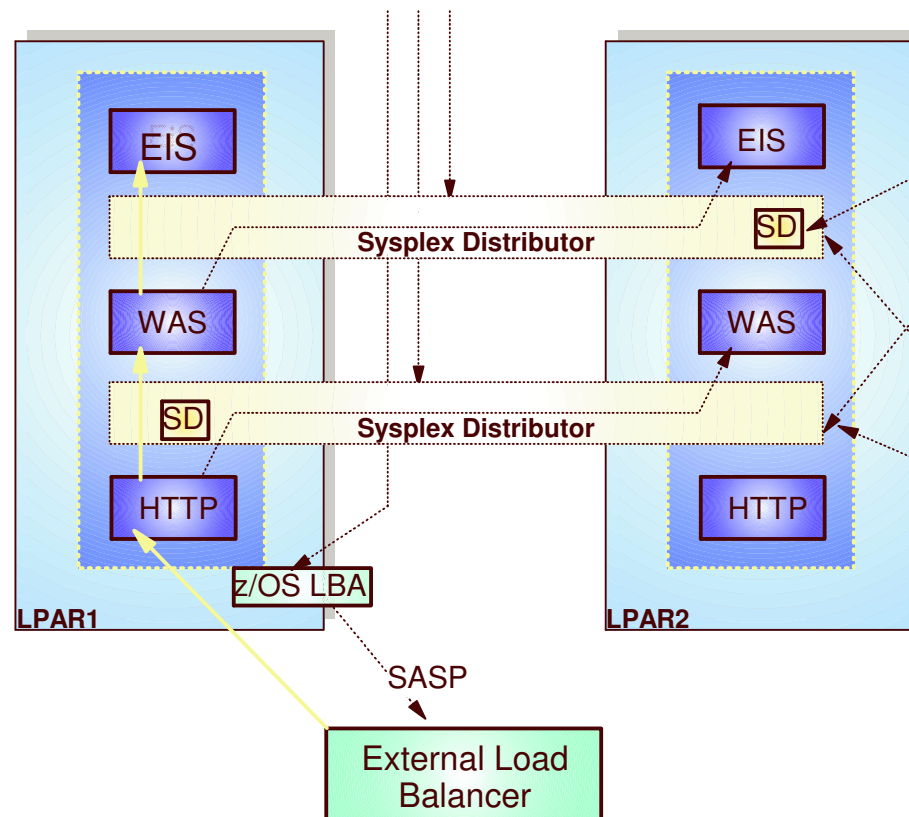 EIS
EIS
SD
Sysplex Distributor
WAS
WAS
SD
Sysplex Distributor
HTTP
HTTP
z/OS LBA
LPAR1
LPAR2
SASP
External Load
Balancer